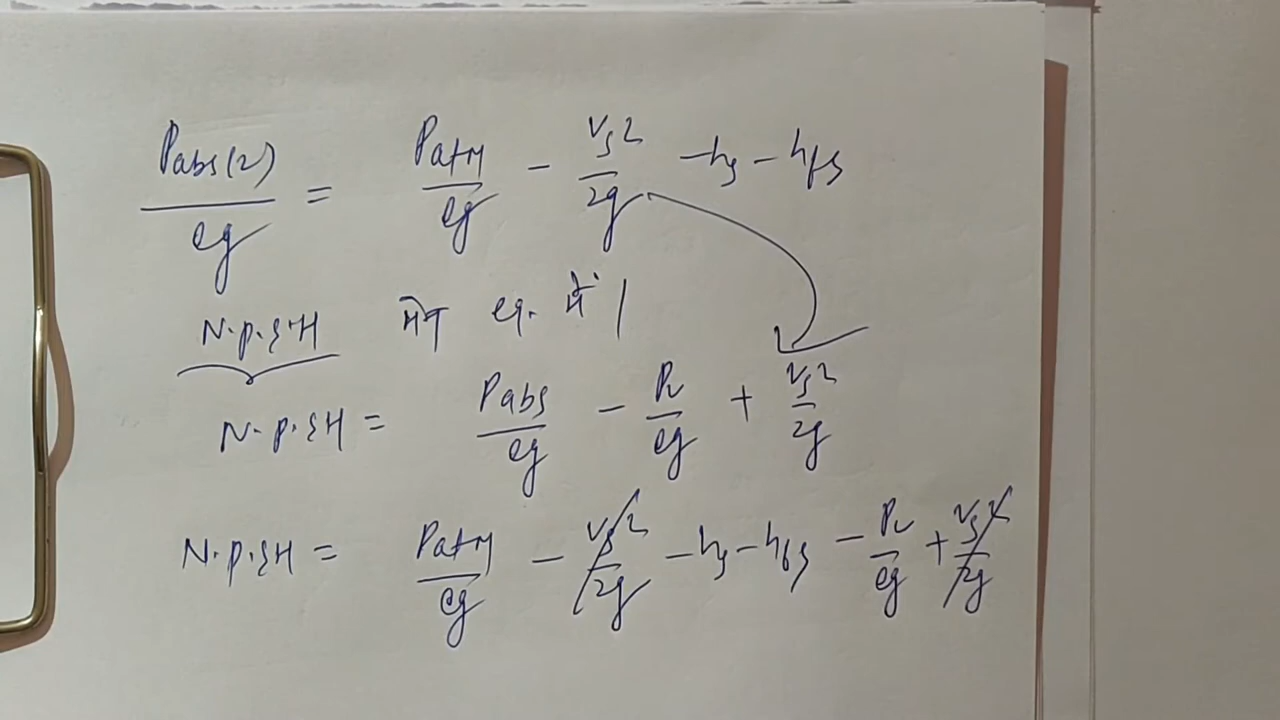 Pabs(2)/ρg = Patm/ρg - Vs²/2g - hs - hfs
N.P.S.H eq. में |
N.P.S.H = Pabs/ρg - Pv/ρg + Vs²/2g
N.P.S.H = Patm/ρg - Vs²/2g - hs - hfs - Pv/ρg + Vs²/2g